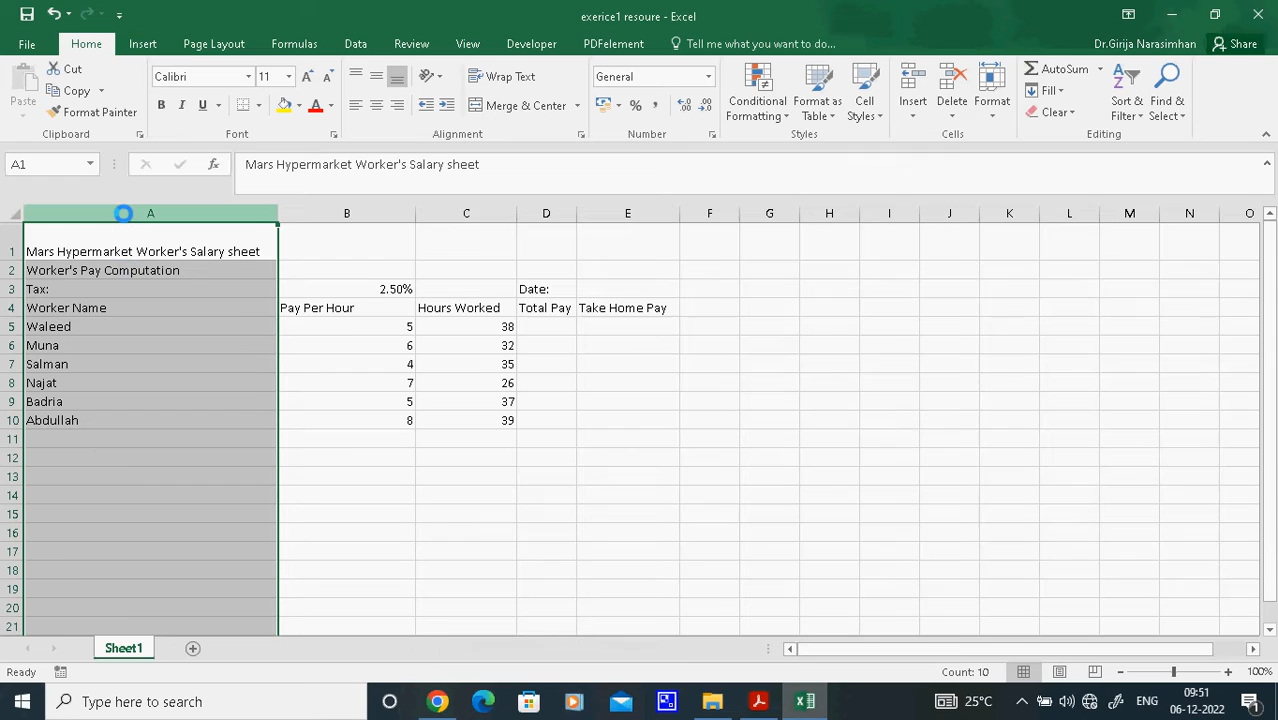 exerice1 resoure - Excel
File Home Insert Page Layout Formulas Data Review View Developer PDFelement Tell me what you want to do... Dr.Girija Narasimhan Share
Paste Cut Copy Format Painter Clipboard
Calibri 11 B I U A A A Font
Wrap Text Merge & Center Alignment
General % , Number
Conditional Formatting Format as Table Cell Styles Styles
Insert Delete Format Cells
AutoSum Fill Clear Sort & Filter Find & Select Editing
A1 fx Mars Hypermarket Worker's Salary sheet
A B C D E F G H I J K L M N O
1 Mars Hypermarket Worker's Salary sheet
2 Worker's Pay Computation
3 Tax: 2.50% Date:
4 Worker Name Pay Per Hour Hours Worked Total Pay Take Home Pay
5 Waleed 5 38
6 Muna 6 32
7 Salman 4 35
8 Najat 7 26
9 Badria 5 37
10 Abdullah 8 39
11
12
13
14
15
16
17
18
19
20
21
Sheet1
Ready Count: 10 100%
Type here to search 25°C ENG 09:51
06-12-2022 1